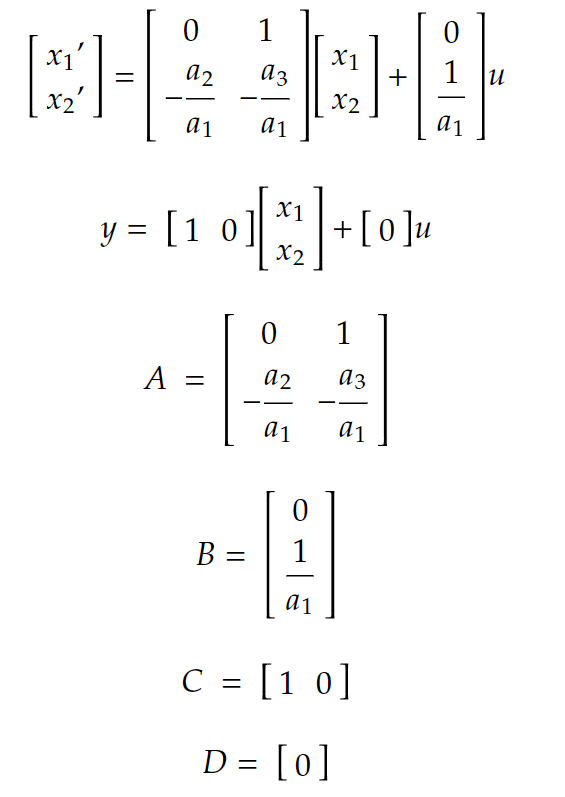 [x₁′ ; x₂′] = [0 1 ; −a₂/a₁ −a₃/a₁][x₁ ; x₂] + [0 ; 1/a₁]u
y = [1 0][x₁ ; x₂] + [0]u
A = [0 1 ; −a₂/a₁ −a₃/a₁]
B = [0 ; 1/a₁]
C = [1 0]
D = [0]